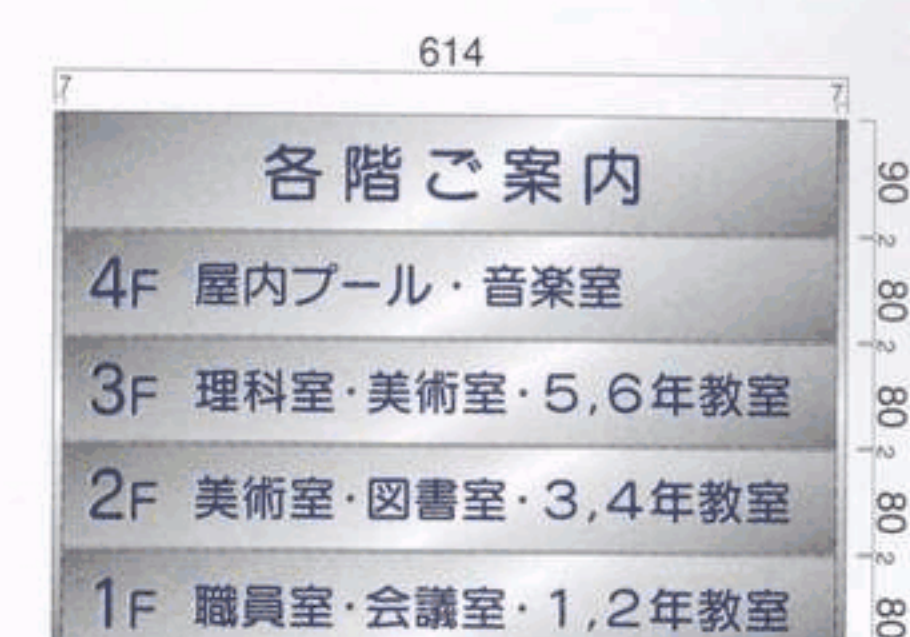 614
7 7
各階ご案内
90
2
4F 屋内プール・音楽室
80
2
3F 理科室・美術室・5,6年教室
80
2
2F 美術室・図書室・3,4年教室
80
2
1F 職員室・会議室・1,2年教室
80